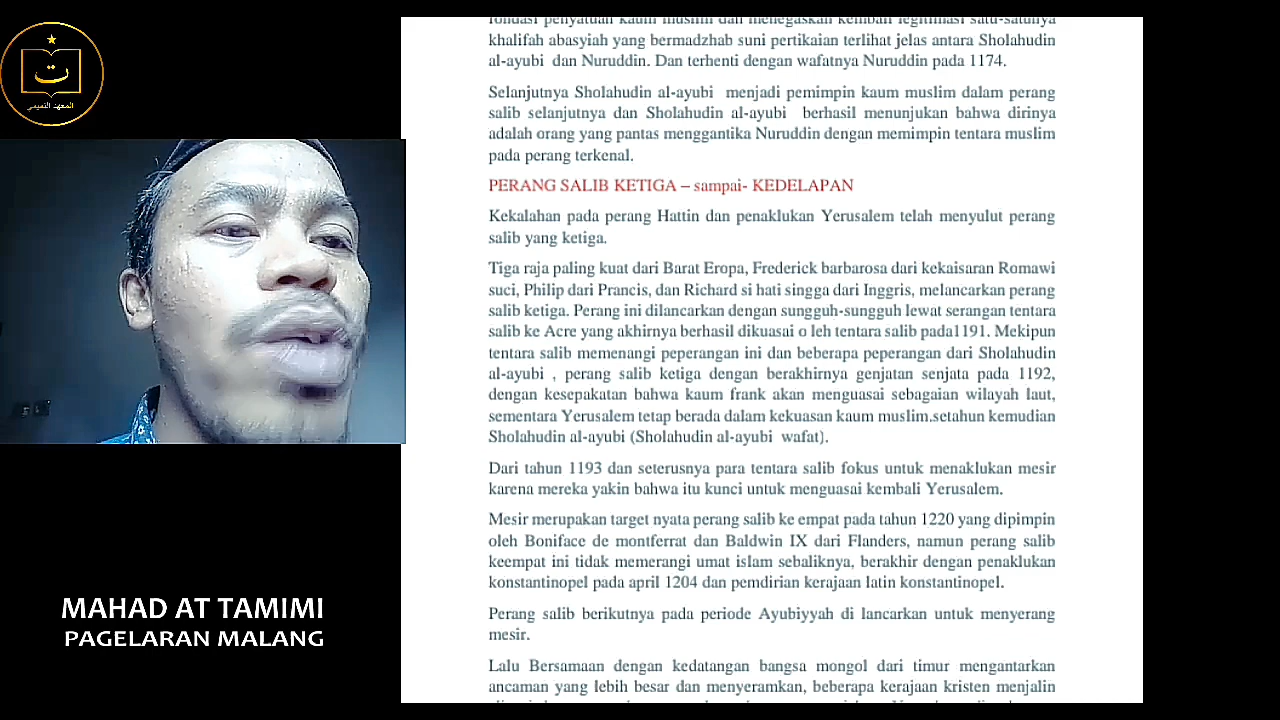 ت
المعهد التميمي
MAHAD AT TAMIMI
PAGELARAN MALANG
fondasi penyatuan kaum muslim dan menegaskan kembali legitimasi satu-satunya
khalifah abasyiah yang bermadzhab suni pertikaian terlihat jelas antara Sholahudin
al-ayubi dan Nuruddin. Dan terhenti dengan wafatnya Nuruddin pada 1174.
Selanjutnya Sholahudin al-ayubi menjadi pemimpin kaum muslim dalam perang
salib selanjutnya dan Sholahudin al-ayubi berhasil menunjukan bahwa dirinya
adalah orang yang pantas menggantika Nuruddin dengan memimpin tentara muslim
pada perang terkenal.
PERANG SALIB KETIGA – sampai- KEDELAPAN
Kekalahan pada perang Hattin dan penaklukan Yerusalem telah menyulut perang
salib yang ketiga.
Tiga raja paling kuat dari Barat Eropa, Frederick barbarosa dari kekaisaran Romawi
suci, Philip dari Prancis, dan Richard si hati singga dari Inggris, melancarkan perang
salib ketiga. Perang ini dilancarkan dengan sungguh-sungguh lewat serangan tentara
salib ke Acre yang akhirnya berhasil dikuasai o leh tentara salib pada1191. Mekipun
tentara salib memenangi peperangan ini dan beberapa peperangan dari Sholahudin
al-ayubi , perang salib ketiga dengan berakhirnya genjatan senjata pada 1192,
dengan kesepakatan bahwa kaum frank akan menguasai sebagaian wilayah laut,
sementara Yerusalem tetap berada dalam kekuasan kaum muslim.setahun kemudian
Sholahudin al-ayubi (Sholahudin al-ayubi wafat).
Dari tahun 1193 dan seterusnya para tentara salib fokus untuk menaklukan mesir
karena mereka yakin bahwa itu kunci untuk menguasai kembali Yerusalem.
Mesir merupakan target nyata perang salib ke empat pada tahun 1220 yang dipimpin
oleh Boniface de montferrat dan Baldwin IX dari Flanders, namun perang salib
keempat ini tidak memerangi umat islam sebaliknya, berakhir dengan penaklukan
konstantinopel pada april 1204 dan pemdirian kerajaan latin konstantinopel.
Perang salib berikutnya pada periode Ayubiyyah di lancarkan untuk menyerang
mesir.
Lalu Bersamaan dengan kedatangan bangsa mongol dari timur mengantarkan
ancaman yang lebih besar dan menyeramkan, beberapa kerajaan kristen menjalin